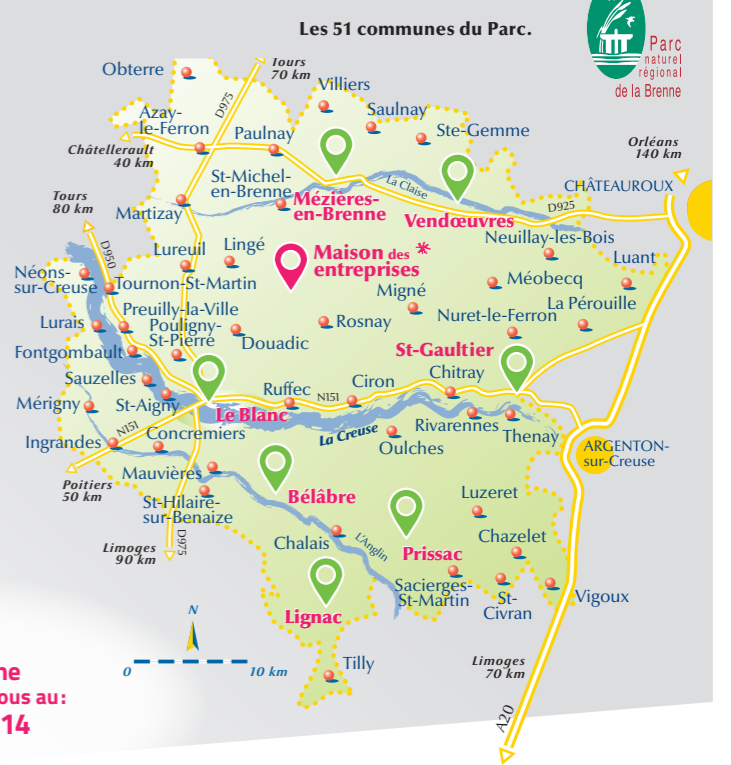 Les 51 communes du Parc.
Parc
naturel
régional
de la Brenne
Tours
70 km
Obterre
Villiers
D975
Azay-
le-Ferron
Saulnay
Paulnay
Ste-Gemme
Orléans
140 km
Châtellerault
40 km
St-Michel-
en-Brenne
La Claise
CHÂTEAUROUX
Tours
80 km
Mézières-
en-Brenne
Martizay
Vendœuvres
D925
D950
Lureuil
Lingé
Maison des *
entreprises
Neuillay-les-Bois
Luant
Néons-
sur-Creuse
Tournon-St-Martin
Méobecq
Migné
La Pérouille
Preuilly-la-Ville
Lurais
Pouligny-
St-Pierre
Rosnay
Nuret-le-Ferron
Douadic
Fontgombault
St-Gaultier
Sauzelles
Chitray
Ruffec
N151
Ciron
Mérigny
St-Aigny
Le Blanc
Rivarennes
Thenay
N151
La Creuse
Ingrandes
Concremiers
Oulches
ARGENTON-
sur-Creuse
Mauvières
Poitiers
50 km
Bélâbre
Luzeret
St-Hilaire-
sur-Benaize
Prissac
Chazelet
D975
Chalais
L'Anglin
Limoges
90 km
Sacierges-
St-Martin
St-
Civran
Vigoux
Lignac
N
0
10 km
Tilly
Limoges
70 km
ne
ous au :
14
A20